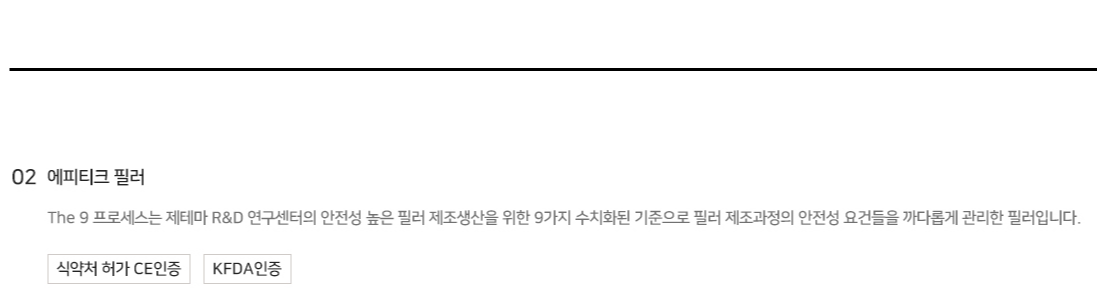 02 에피티크 필러
The 9 프로세스는 제테마 R&D 연구센터의 안전성 높은 필러 제조생산을 위한 9가지 수치화된 기준으로 필러 제조과정의 안전성 요건들을 까다롭게 관리한 필러입니다.
식약처 허가 CE인증 KFDA인증